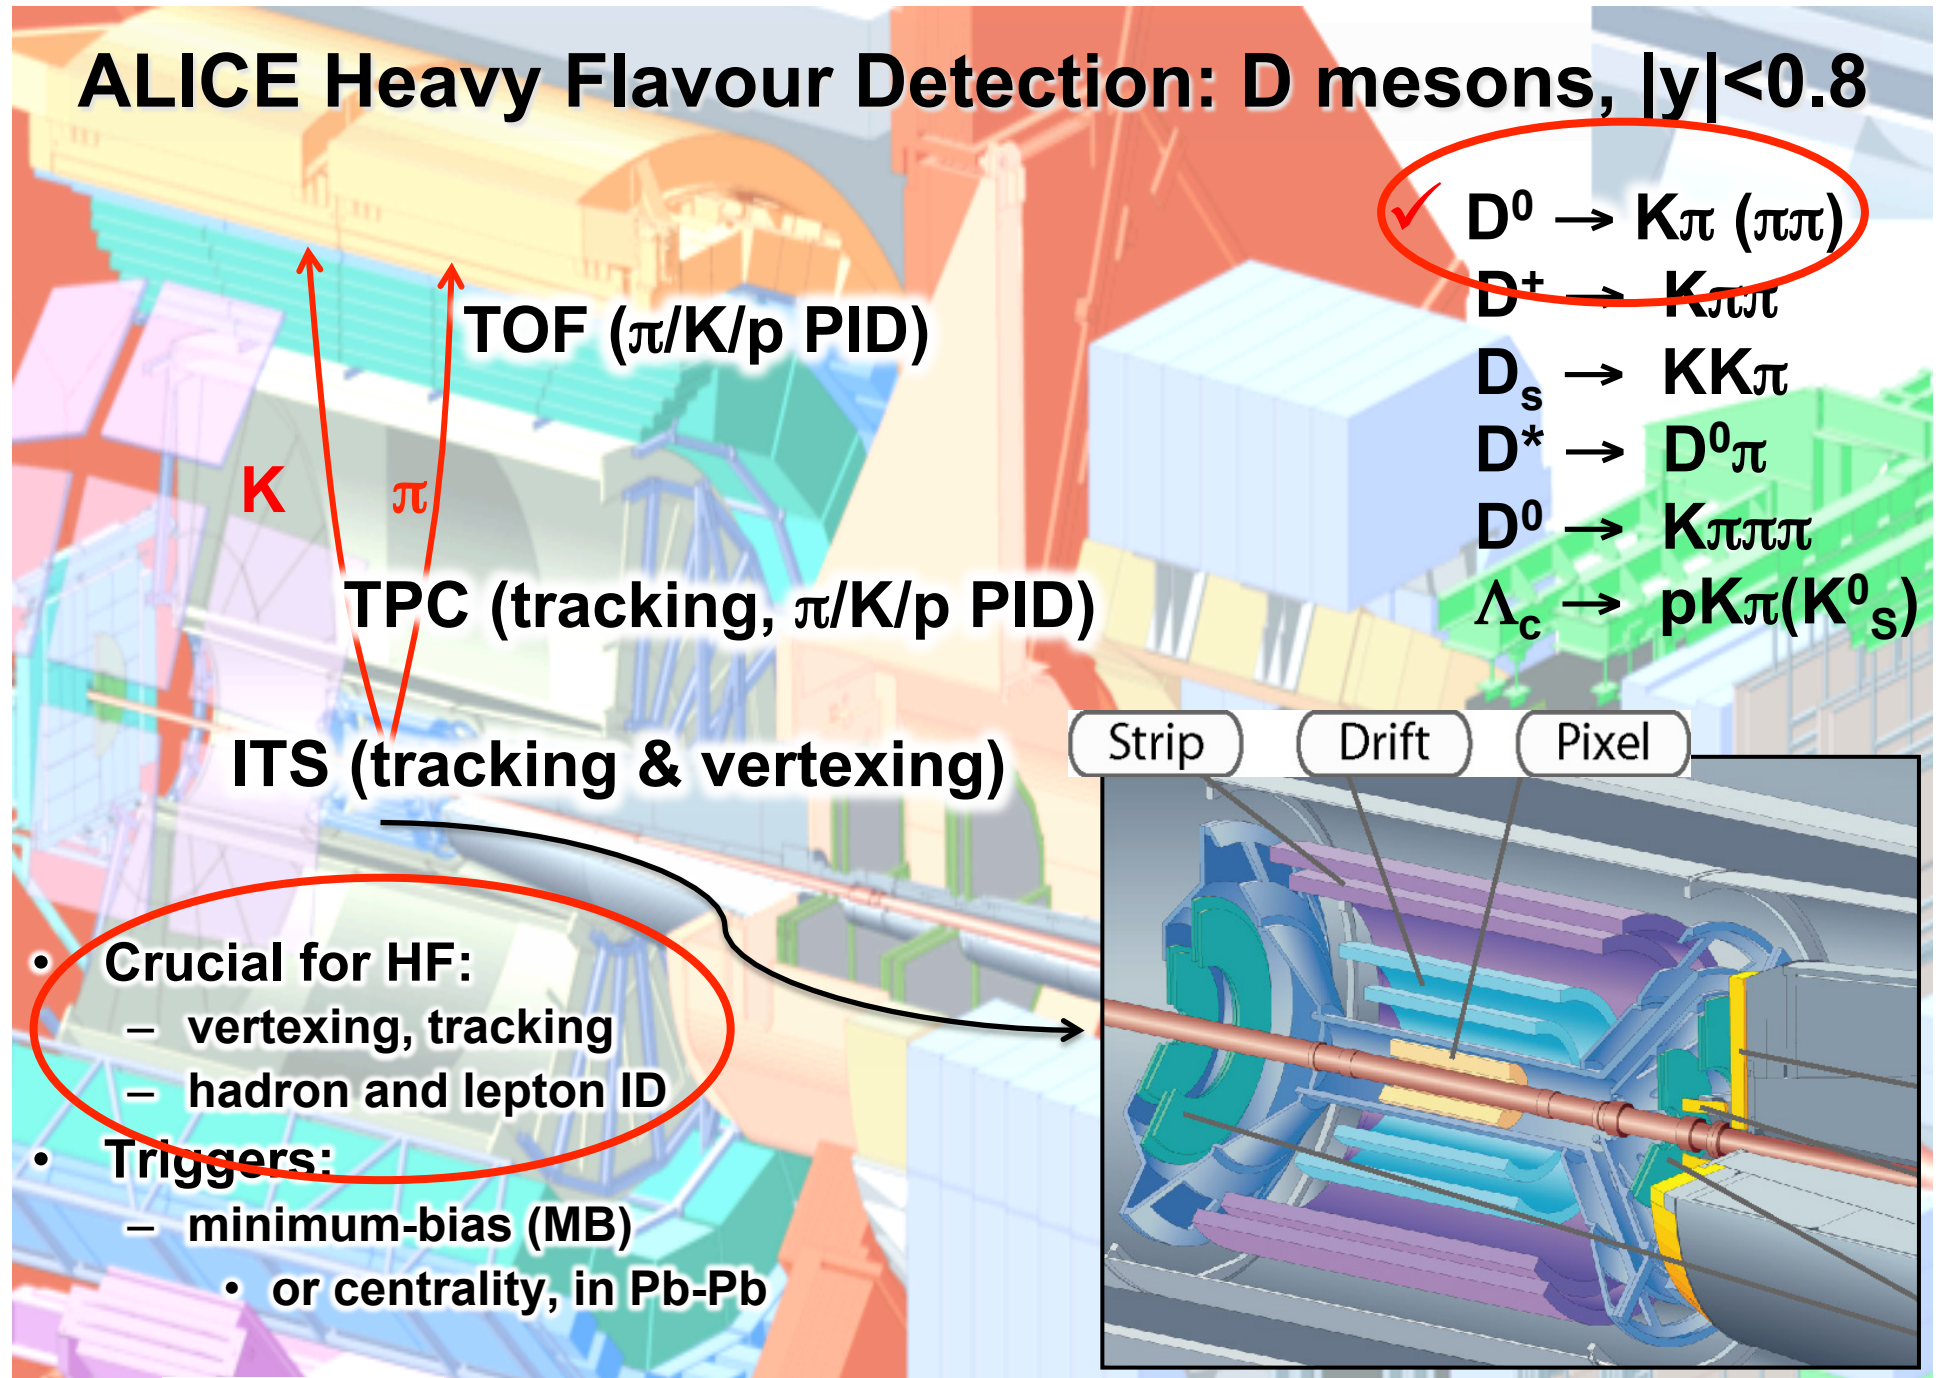 ALICE Heavy Flavour Detection: D mesons, |y|<0.8
✓ D⁰ → Kπ (ππ)
D⁺ → Kππ
Dₛ → KKπ
D* → D⁰π
D⁰ → Kπππ
Λc → pKπ(K⁰S)
TOF (π/K/p PID)
K π
TPC (tracking, π/K/p PID)
ITS (tracking & vertexing)
Strip Drift Pixel
• Crucial for HF:
– vertexing, tracking
– hadron and lepton ID
• Triggers:
– minimum-bias (MB)
• or centrality, in Pb-Pb